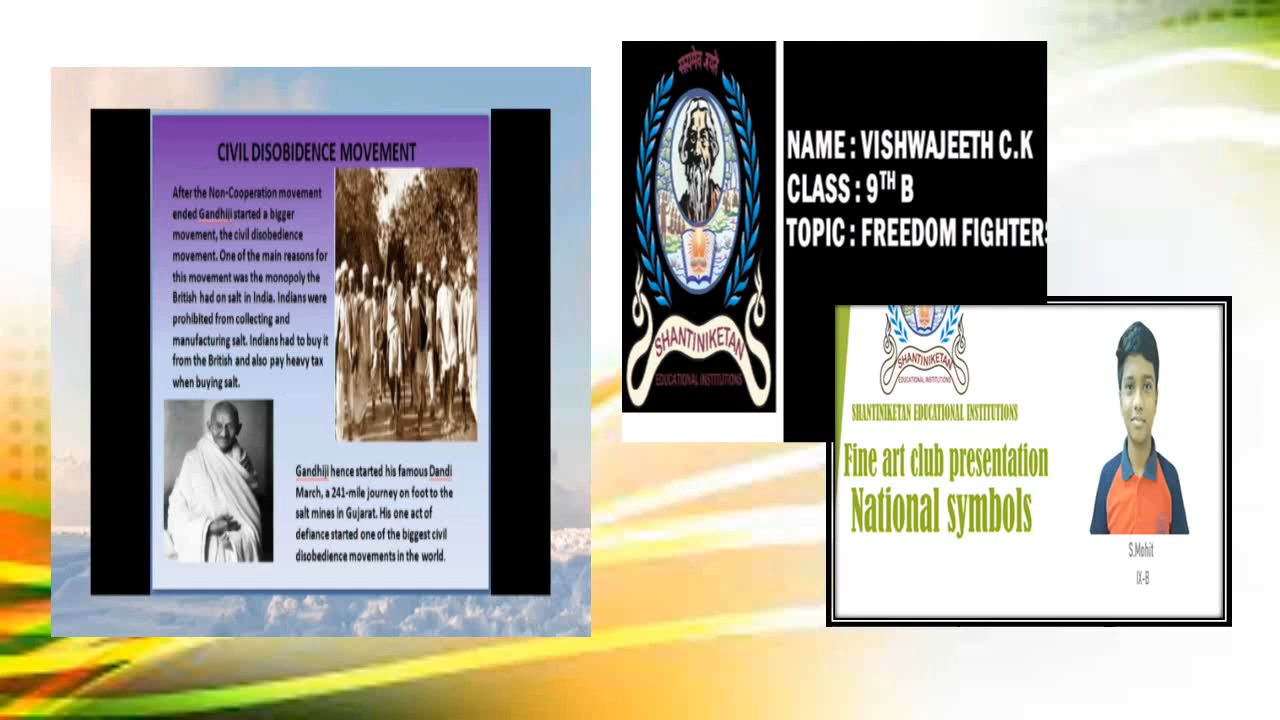 CIVIL DISOBIDENCE MOVEMENT
After the Non-Cooperation movement
ended Gandhiji started a bigger
movement, the civil disobedience
movement. One of the main reasons for
this movement was the monopoly the
British had on salt in India. Indians were
prohibited from collecting and
manufacturing salt. Indians had to buy it
from the British and also pay heavy tax
when buying salt.
Gandhiji hence started his famous Dandi
March, a 241-mile journey on foot to the
salt mines in Gujarat. His one act of
defiance started one of the biggest civil
disobedience movements in the world.
सत्यमेव जयते
SHANTINIKETAN
EDUCATIONAL INSTITUTIONS
NAME : VISHWAJEETH C.K
CLASS : 9TH B
TOPIC : FREEDOM FIGHTERS
SHANTINIKETAN
EDUCATIONAL INSTITUTIONS
SHANTINIKETAN EDUCATIONAL INSTITUTIONS
Fine art club presentation
National symbols
S.Mohit
IX-B